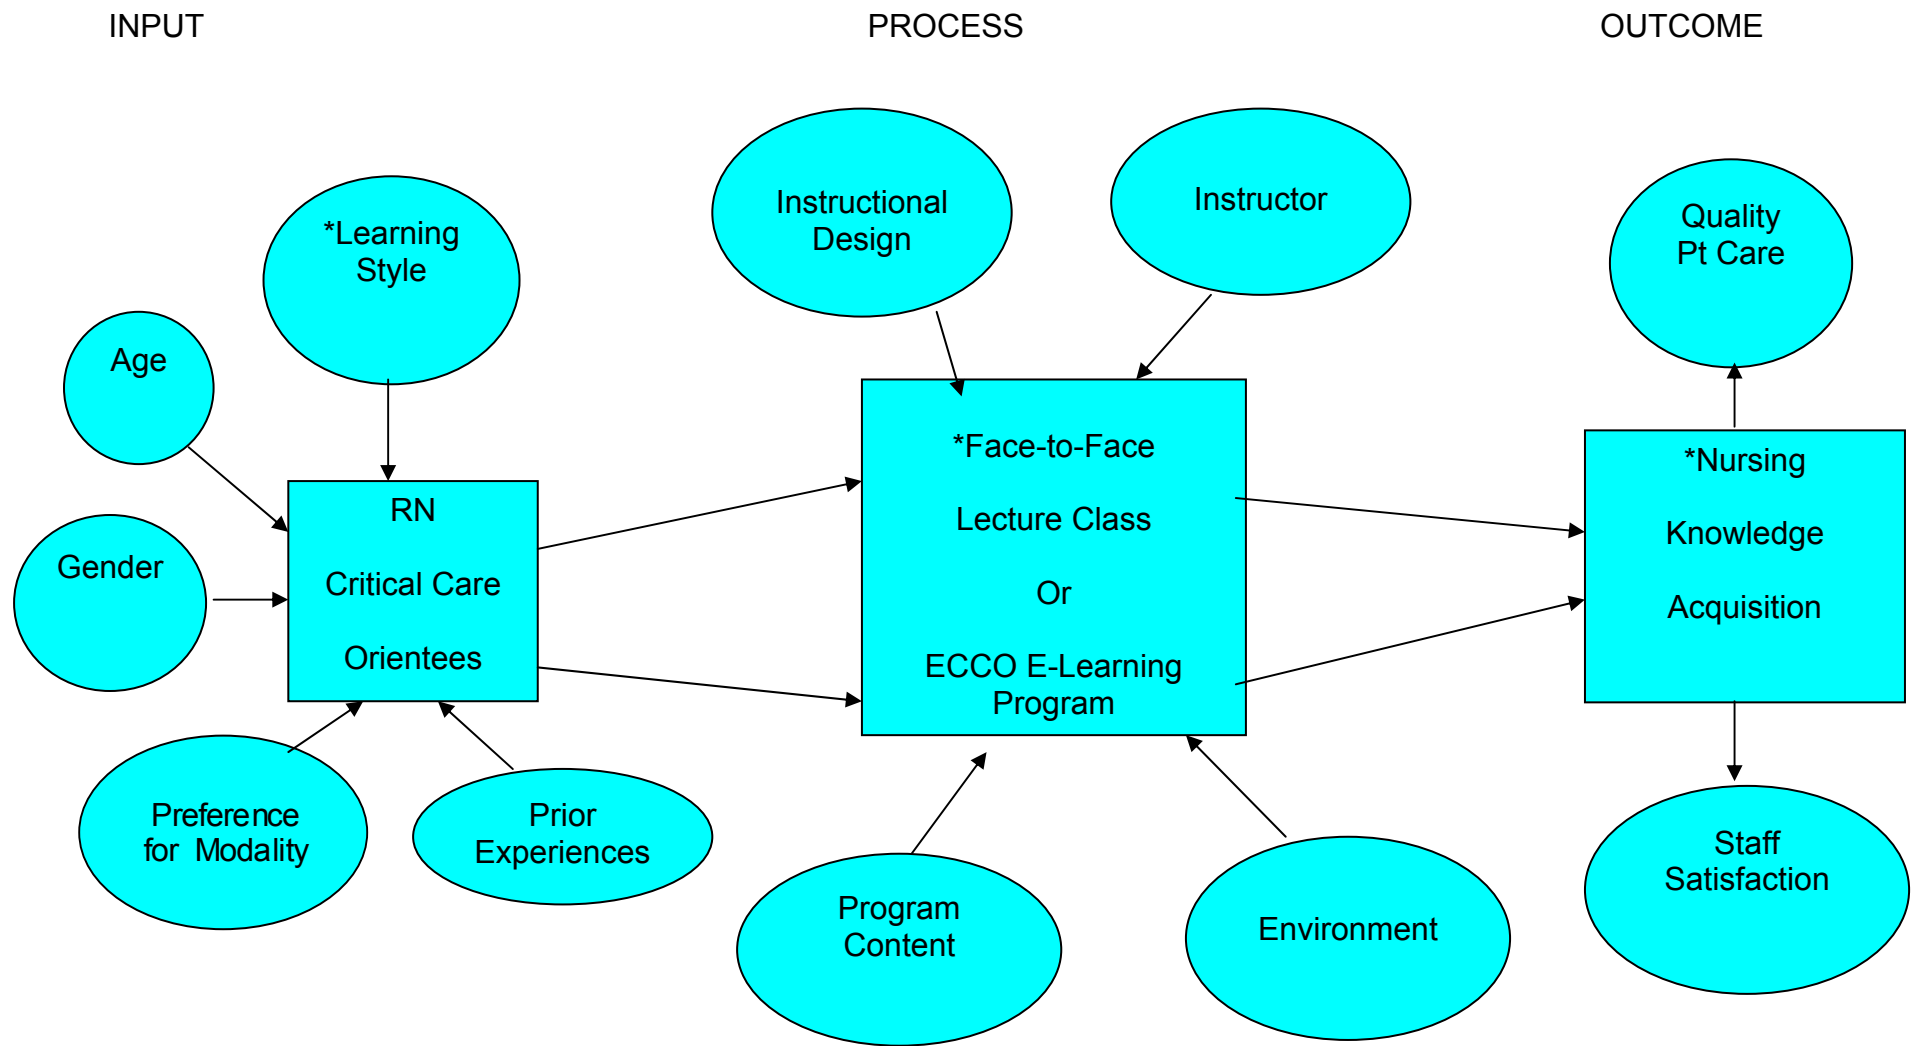 INPUT
PROCESS
OUTCOME
*Learning
Style
Age
Gender
RN
Critical Care
Orientees
Preference
for Modality
Prior
Experiences
Instructional
Design
Instructor
*Face-to-Face
Lecture Class
Or
ECCO E-Learning
Program
Program
Content
Environment
Quality
Pt Care
*Nursing
Knowledge
Acquisition
Staff
Satisfaction